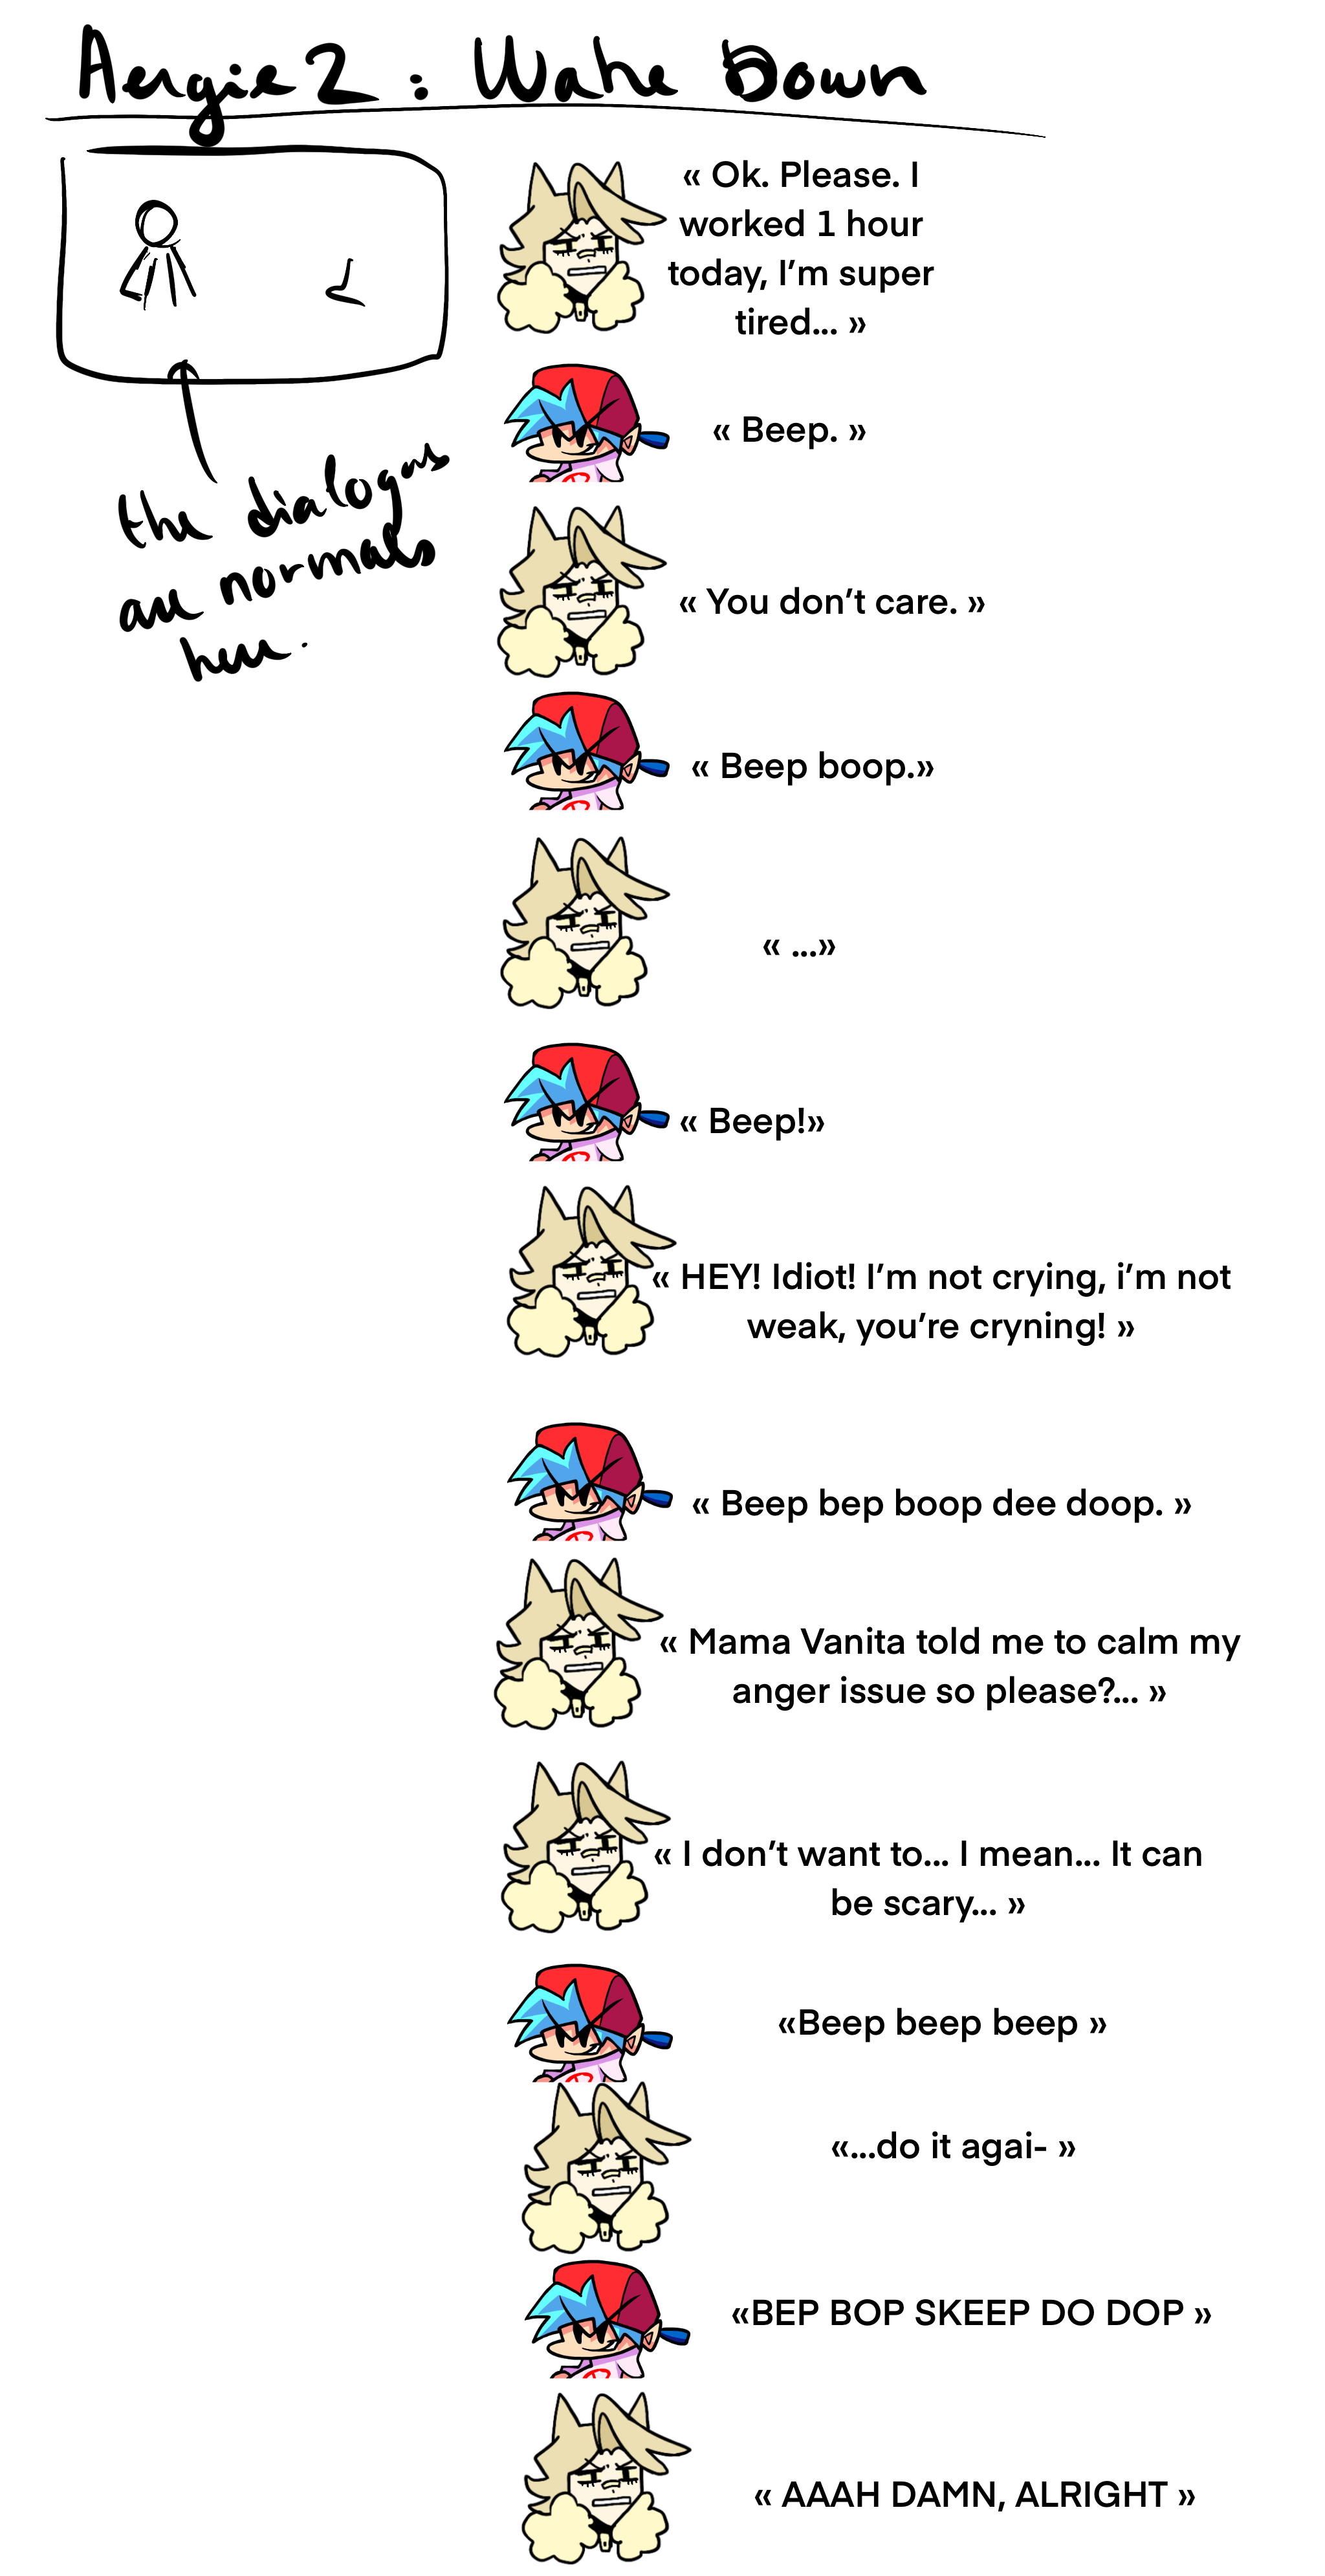 Aergie 2 : Wake Down
the dialogs
are normals
here.
« Ok. Please. I
worked 1 hour
today, I’m super
tired... »
« Beep. »
« You don’t care. »
« Beep boop.»
« ...»
« Beep!»
« HEY! Idiot! I’m not crying, i’m not
weak, you’re cryning! »
« Beep bep boop dee doop. »
« Mama Vanita told me to calm my
anger issue so please?... »
« I don’t want to... I mean... It can
be scary... »
«Beep beep beep »
«...do it agai- »
«BEP BOP SKEEP DO DOP »
« AAAH DAMN, ALRIGHT »